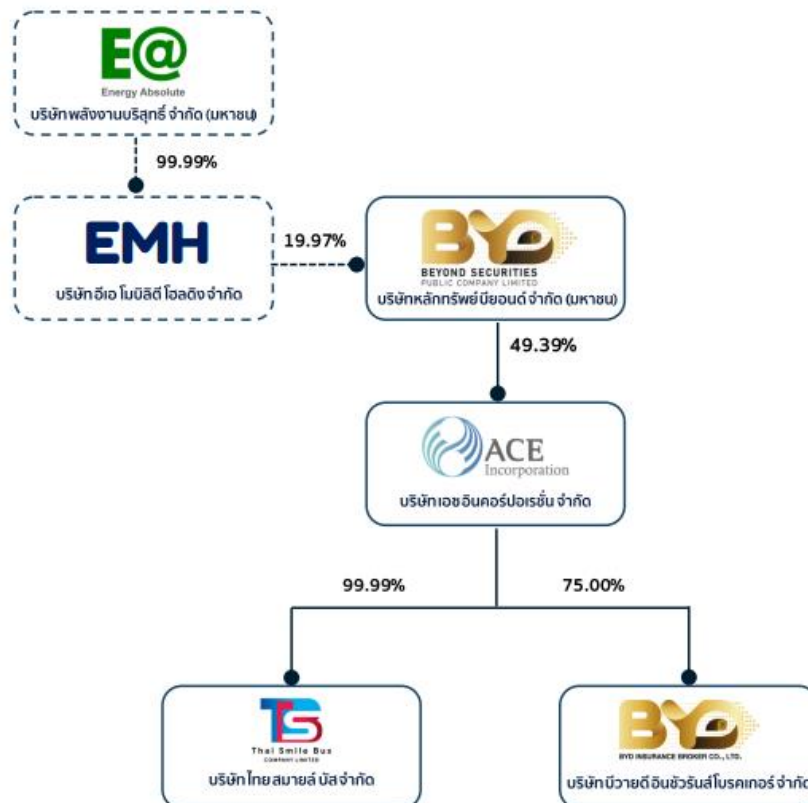 E@
Energy Absolute
บริษัทพลังงานบริสุทธิ์ จำกัด (มหาชน)
99.99%
EMH
บริษัทอีเอ โมบิลิตี โฮลดิง จำกัด
19.97%
BYD
BEYOND SECURITIES
PUBLIC COMPANY LIMITED
บริษัทหลักทรัพย์บียอนด์ จำกัด (มหาชน)
49.39%
ACE
Incorporation
บริษัทเอช อินคอร์ปอเรชั่น จำกัด
99.99%
75.00%
TS
Thai Smile Bus
COMPANY LIMITED
บริษัทไทย สมายล์ บัส จำกัด
BYD
BYD INSURANCE BROKER CO., LTD.
บริษัทบีวายดี อินชัวรันส์ โบรคเกอร์ จำกัด